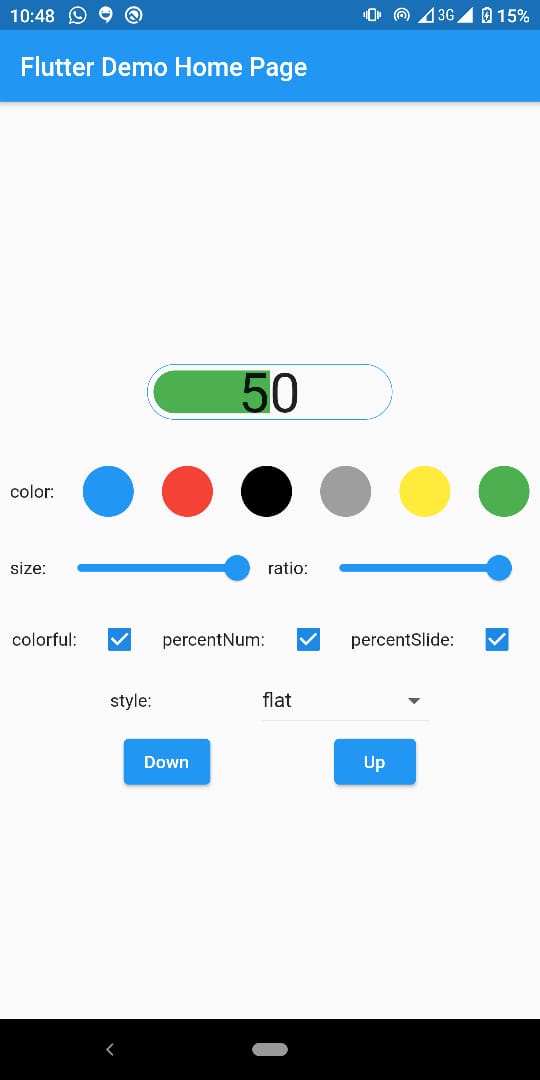 10:48 3G 15%
Flutter Demo Home Page
50
color:
size: ratio:
colorful: percentNum: percentSlide:
style: flat
Down Up